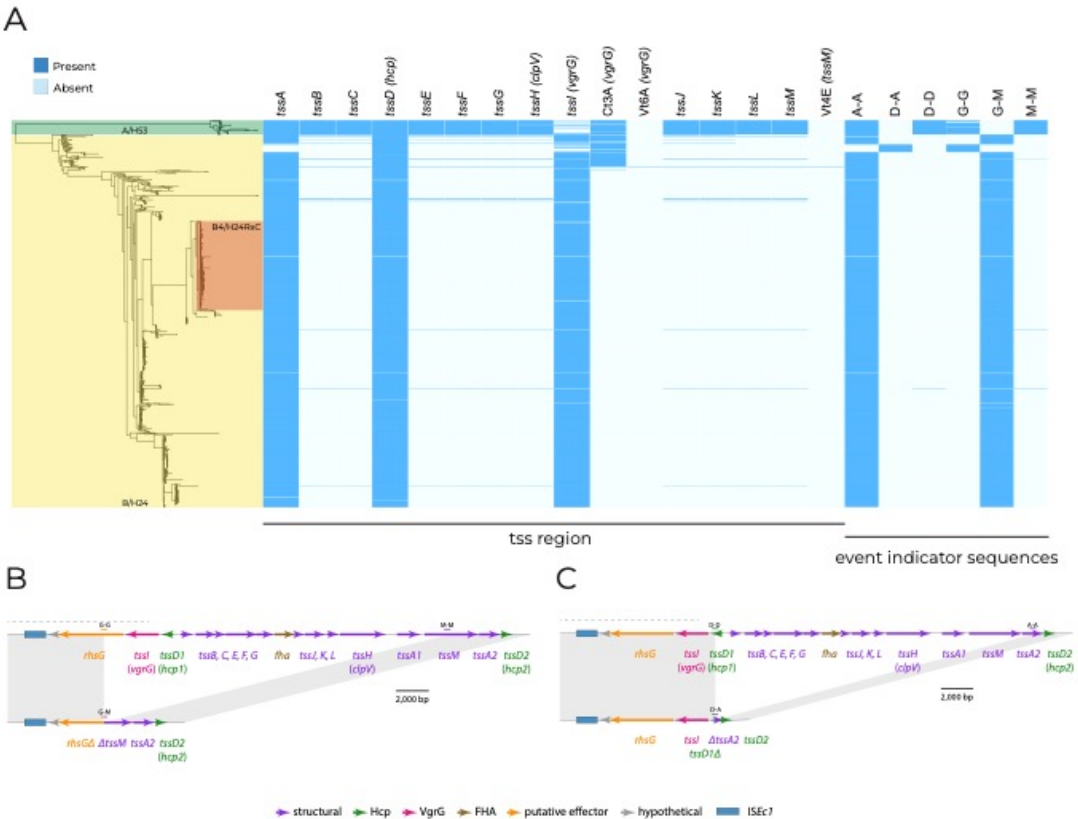 A
Present
Absent
tssA
tssB
tssC
tssD (hcp)
tssE
tssF
tssG
tssH (clpV)
tssI (vgrG)
Ct3A (vgrG)
Vt6A (vgrG)
tssJ
tssK
tssL
tssM
Vt4E (tssM)
A-A
D-A
D-D
G-G
G-M
M-M
A/H53
B4/H24RxC
B/H24
tss region
event indicator sequences
B
G-G
M-M
rhsG tssI tssD1 tssB, C, E, F, G fha tssJ, K, L tssH tssA1 tssM tssA2 tssD2
(vgrG) (hcp1) (clpV) (hcp2)
2,000 bp
G-M
rhsGΔ ΔtssM tssA2 tssD2
(hcp2)
C
D-D
A-A
rhsG tssI tssD1 tssB, C, E, F, G fha tssJ, K, L tssH tssA1 tssM tssA2 tssD2
(vgrG) (hcp1) (clpV) (hcp2)
2,000 bp
D-A
rhsG tssI ΔtssA2 tssD2
tssD1Δ
structural Hcp VgrG FHA putative effector hypothetical ISEc1